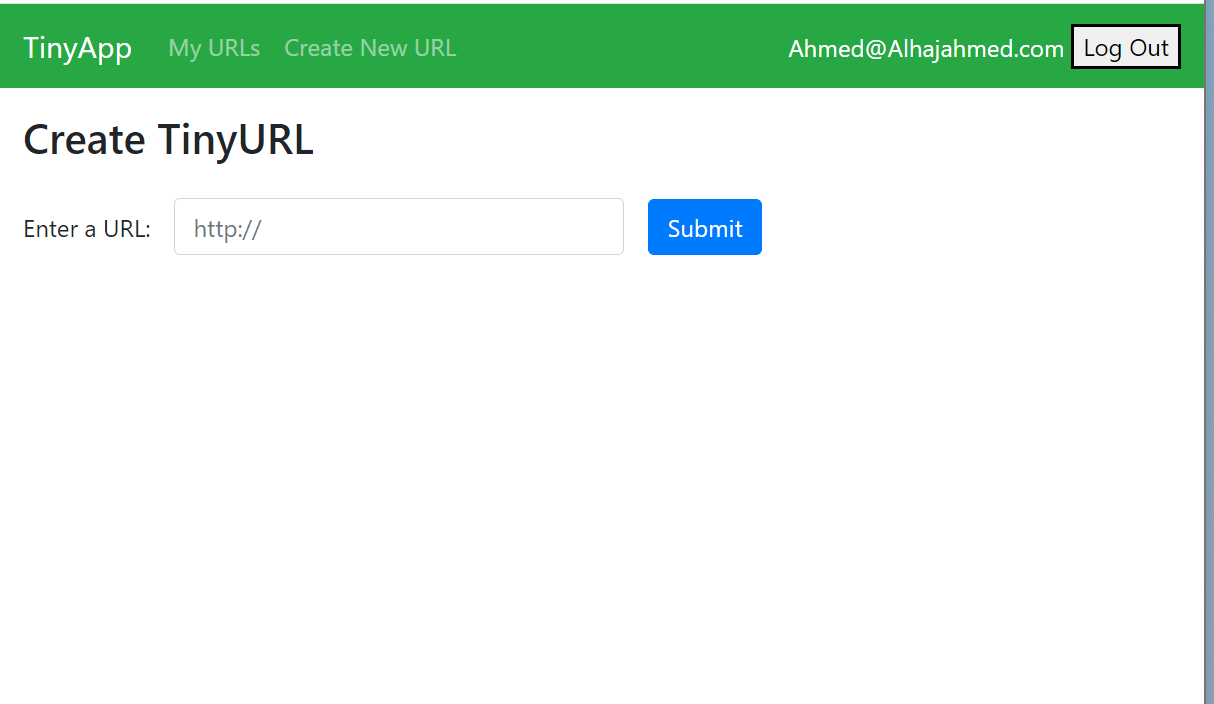 TinyApp My URLs Create New URL Ahmed@Alhajahmed.com Log Out
Create TinyURL
Enter a URL: http:// Submit